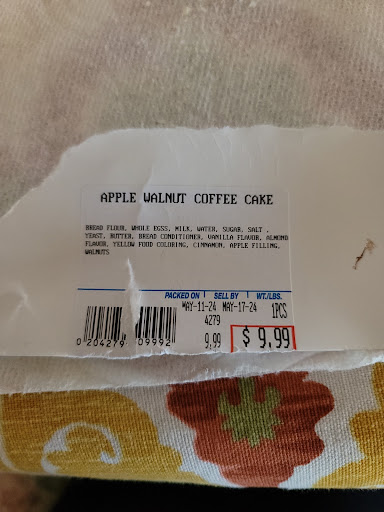 APPLE WALNUT COFFEE CAKE
BREAD FLOUR, WHOLE EGGS, MILK, WATER, SUGAR, SALT,
YEAST, BUTTER, BREAD CONDITIONER, VANILLA FLAVOR, ALMOND
FLAVOR, YELLOW FOOD COLORING, CINNAMON, APPLE FILLING,
WALNUTS
PACKED ON SELL BY WT./LBS.
MAY-11-24 MAY-17-24 1PCS
4279
9.99 $ 9.99
0 204279 09992